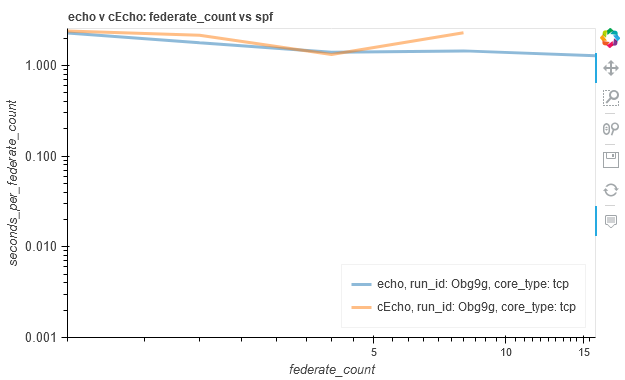 echo v cEcho: federate_count vs spf
seconds_per_federate_count
1.000
0.100
0.010
0.001
echo, run_id: Obg9g, core_type: tcp
cEcho, run_id: Obg9g, core_type: tcp
5
10
15
federate_count